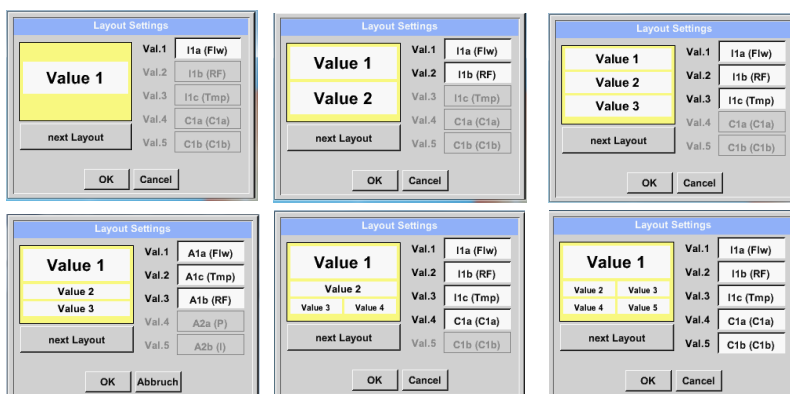 Layout Settings
Value 1
Val.1 I1a (Flw)
Val.2 I1b (RF)
Val.3 I1c (Tmp)
Val.4 C1a (C1a)
Val.5 C1b (C1b)
next Layout
OK Cancel
Layout Settings
Value 1
Value 2
Val.1 I1a (Flw)
Val.2 I1b (RF)
Val.3 I1c (Tmp)
Val.4 C1a (C1a)
Val.5 C1b (C1b)
next Layout
OK Cancel
Layout Settings
Value 1
Value 2
Value 3
Val.1 I1a (Flw)
Val.2 I1b (RF)
Val.3 I1c (Tmp)
Val.4 C1a (C1a)
Val.5 C1b (C1b)
next Layout
OK Cancel
Layout Settings
Value 1
Value 2
Value 3
Val.1 A1a (Flw)
Val.2 A1c (Tmp)
Val.3 A1b (RF)
Val.4 A2a (P)
Val.5 A2b (I)
next Layout
OK Abbruch
Layout Settings
Value 1
Value 2
Value 3 Value 4
Val.1 I1a (Flw)
Val.2 I1b (RF)
Val.3 I1c (Tmp)
Val.4 C1a (C1a)
Val.5 C1b (C1b)
next Layout
OK Cancel
Layout Settings
Value 1
Value 2 Value 3
Value 4 Value 5
Val.1 I1a (Flw)
Val.2 I1b (RF)
Val.3 I1c (Tmp)
Val.4 C1a (C1a)
Val.5 C1b (C1b)
next Layout
OK Cancel